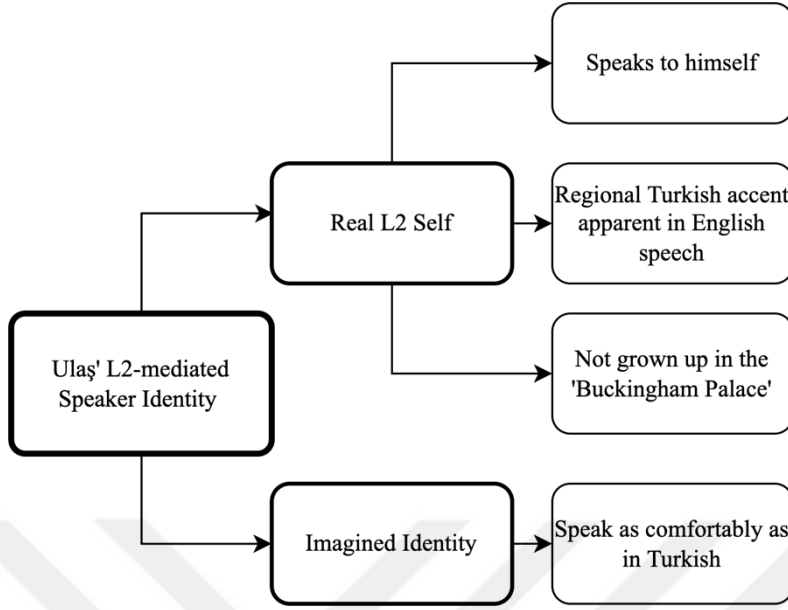 Speaks to himself
Real L2 Self
Regional Turkish accent
apparent in English
speech
Ulaş' L2-mediated
Speaker Identity
Not grown up in the
'Buckingham Palace'
Imagined Identity
Speak as comfortably as
in Turkish